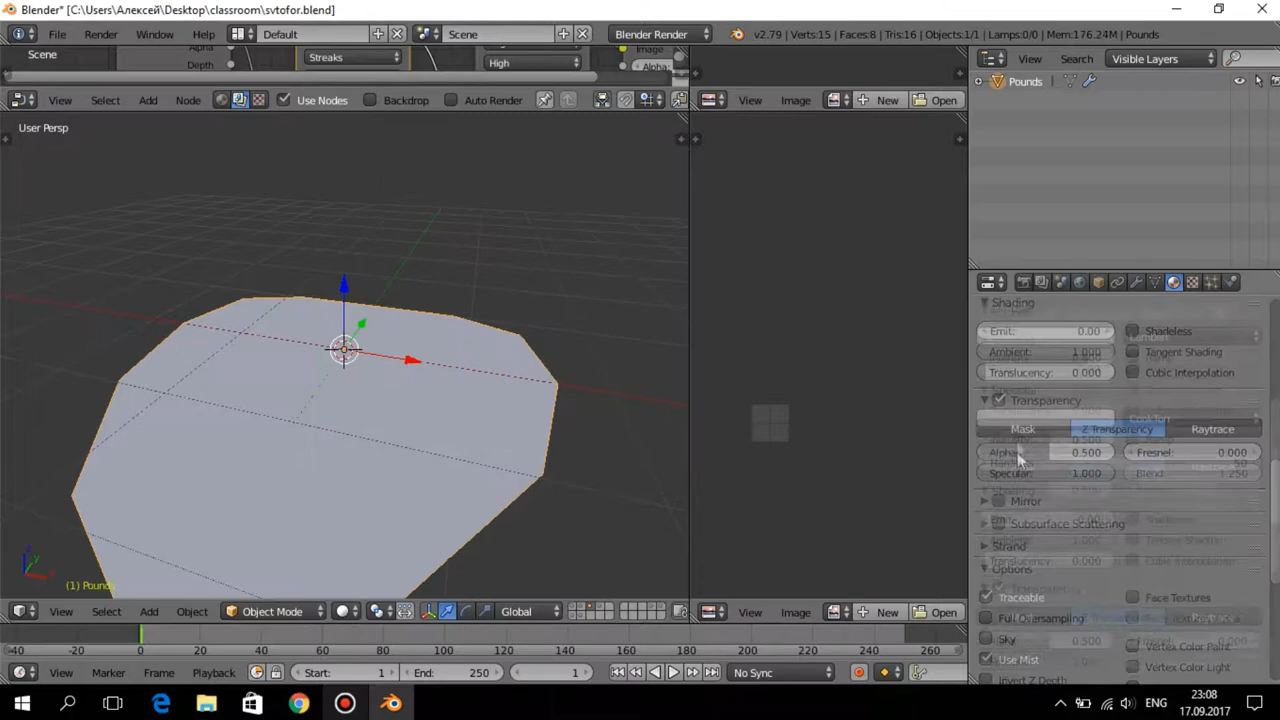 Blender* [C:\Users\Алексей\Desktop\classroom\svtofor.blend]
File Render Window Help Default Scene Blender Render v2.79 | Verts:15 | Faces:8 | Tris:16 | Objects:1/1 | Lamps:0/0 | Mem:176.24M | Pounds
Scene Alpha Depth Streaks High Image Alpha:
View Search Visible Layers
View Select Add Node Use Nodes Backdrop Auto Render View Image New Open
Pounds
User Persp
Shading
Emit: 0.00 Shadeless
Ambient: 1.000 Tangent Shading
Translucency: 0.000 Cubic Interpolation
Transparency
Mask Z Transparency Raytrace
Alpha: 0.500 Fresnel: 0.000
Specular: 1.000 Blend: 1.250
Mirror
Subsurface Scattering
Strand
Options
Traceable Face Textures
Full Oversampling
Sky Vertex Color Paint
Use Mist Vertex Color Light
Invert Z Depth
(1) Pounds
View Select Add Object Object Mode Global View Image New Open
-40 -20 0 20 40 60 80 100 120 140 160 180 200 220 240 260
View Marker Frame Playback Start: 1 End: 250 1 No Sync
ENG 23:08
17.09.2017